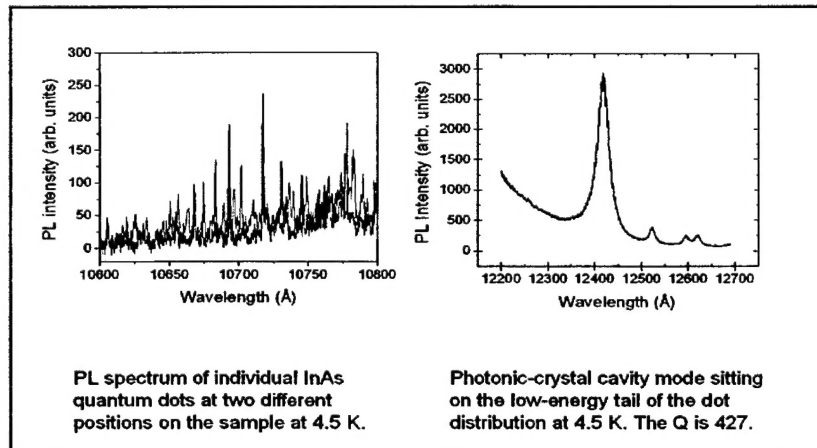 PL intensity (arb. units)
300
250
200
150
100
50
0
10600
10650
10700
10750
10800
Wavelength (Å)
PL Intensity (arb. units)
3000
2500
2000
1500
1000
500
0
12200
12300
12400
12500
12600
12700
Wavelength (Å)
PL spectrum of individual InAs
quantum dots at two different
positions on the sample at 4.5 K.
Photonic-crystal cavity mode sitting
on the low-energy tail of the dot
distribution at 4.5 K. The Q is 427.